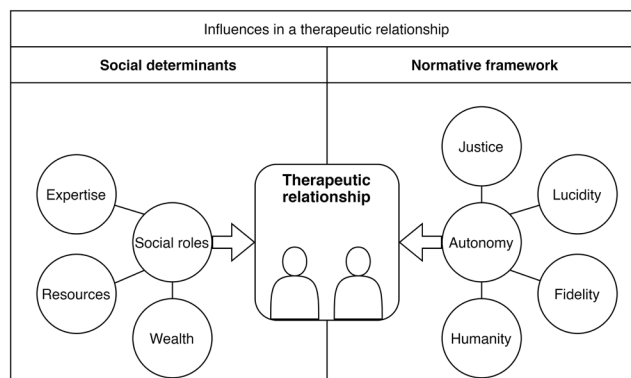 Influences in a therapeutic relationship
Social determinants
Normative framework
Expertise
Social roles
Resources
Wealth
Therapeutic
relationship
Justice
Lucidity
Autonomy
Fidelity
Humanity